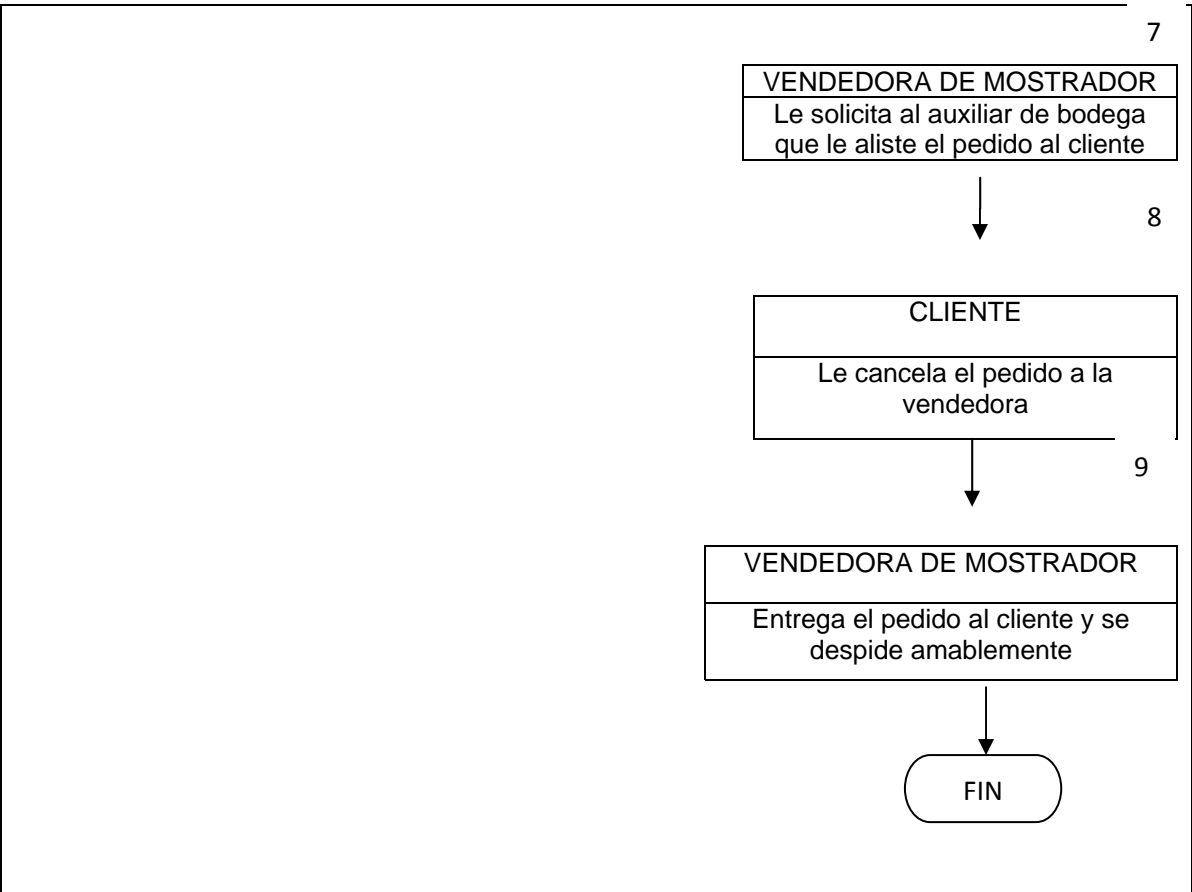 7
VENDEDORA DE MOSTRADOR
Le solicita al auxiliar de bodega
que le aliste el pedido al cliente
8
CLIENTE
Le cancela el pedido a la
vendedora
9
VENDEDORA DE MOSTRADOR
Entrega el pedido al cliente y se
despide amablemente
FIN